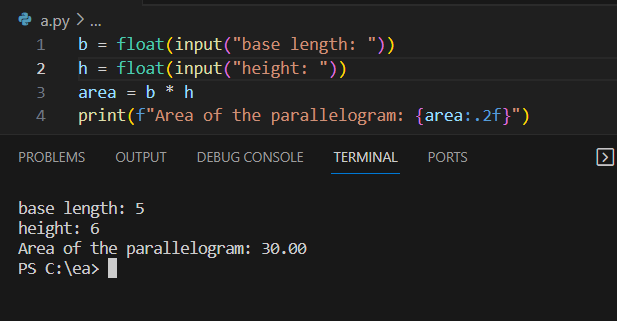 a.py > ...
1 b = float(input("base length: "))
2 h = float(input("height: "))
3 area = b * h
4 print(f"Area of the parallelogram: {area:.2f}")
PROBLEMS OUTPUT DEBUG CONSOLE TERMINAL PORTS
base length: 5
height: 6
Area of the parallelogram: 30.00
PS C:\ea>